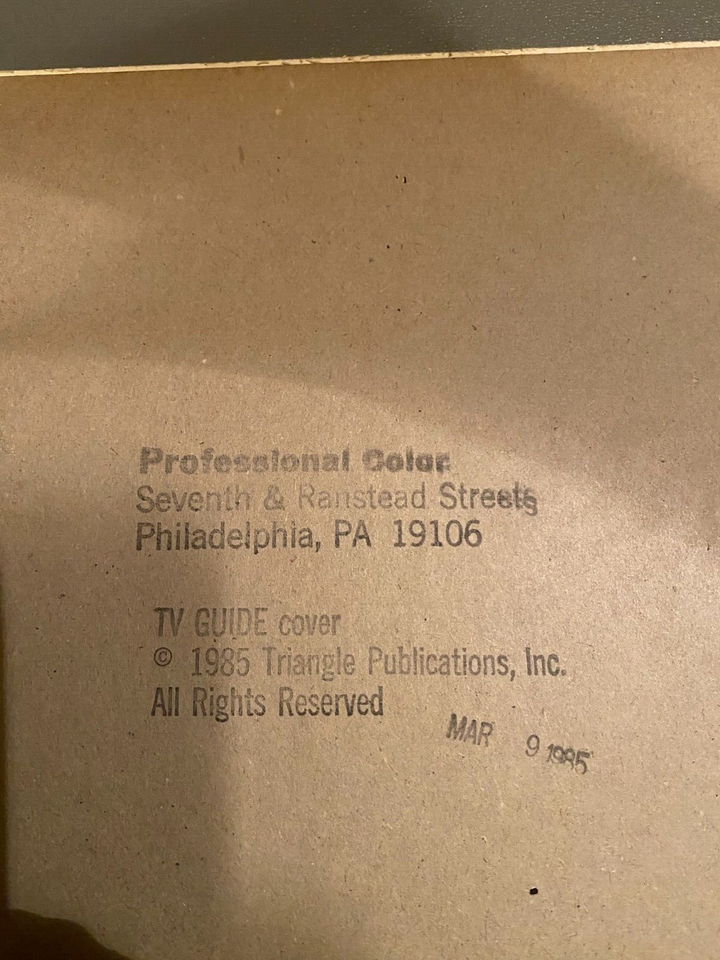 Professional Color
Seventh & Ranstead Streets
Philadelphia, PA 19106
TV GUIDE cover
© 1985 Triangle Publications, Inc.
All Rights Reserved
MAR 9 1985